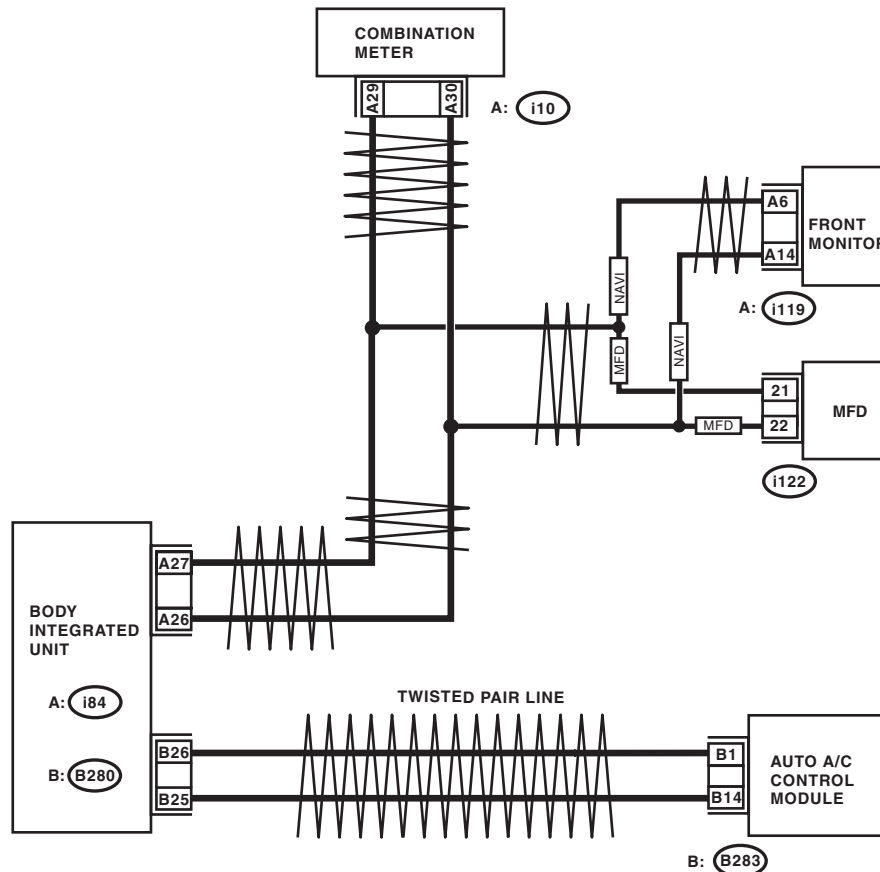 COMBINATION
METER
A29
A30
A: i10
A6
A14
FRONT
MONITOR
A: i119
NAVI
NAVI
MFD
21
22
MFD
MFD
i122
A27
A26
BODY
INTEGRATED
UNIT
A: i84
B: B280
B26
B25
TWISTED PAIR LINE
B1
B14
AUTO A/C
CONTROL
MODULE
B: B283